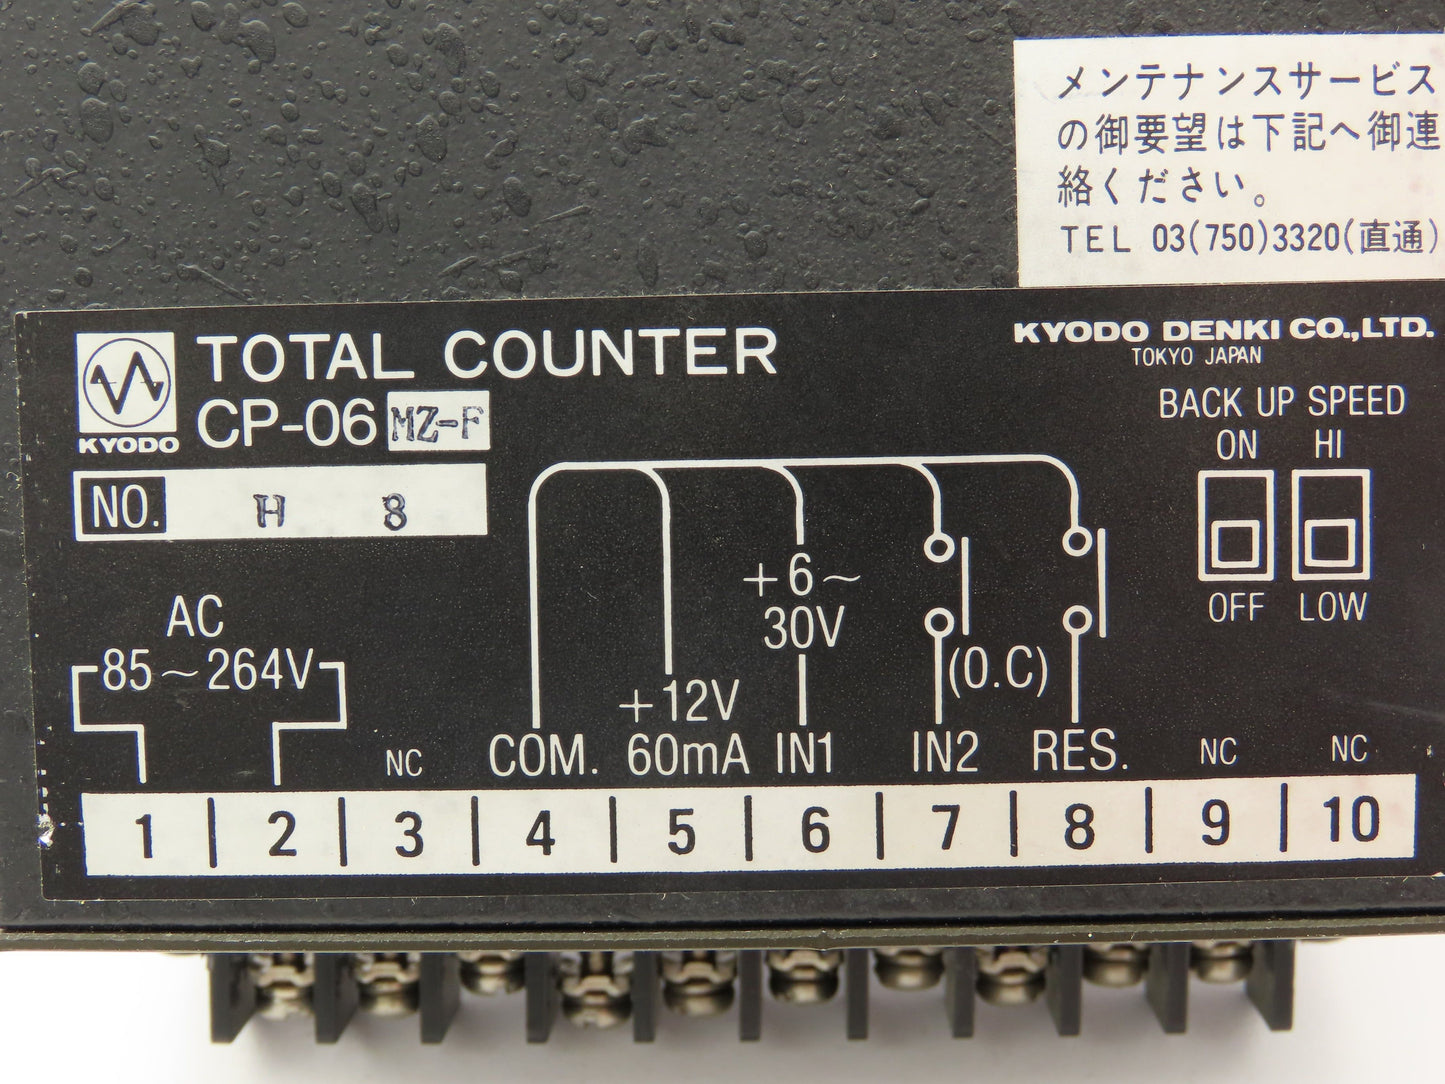 メンテナンスサービス
の御要望は下記へ御連
絡ください。
TEL 03(750)3320(直通)
KYODO
TOTAL COUNTER
CP-06 MZ-F
NO. H 8
KYODO DENKI CO.,LTD.
TOKYO JAPAN
BACK UP SPEED
ON HI
OFF LOW
AC
85~264V
+6~
30V
(O.C)
+12V
NC COM. 60mA IN1 IN2 RES. NC NC
1 2 3 4 5 6 7 8 9 10